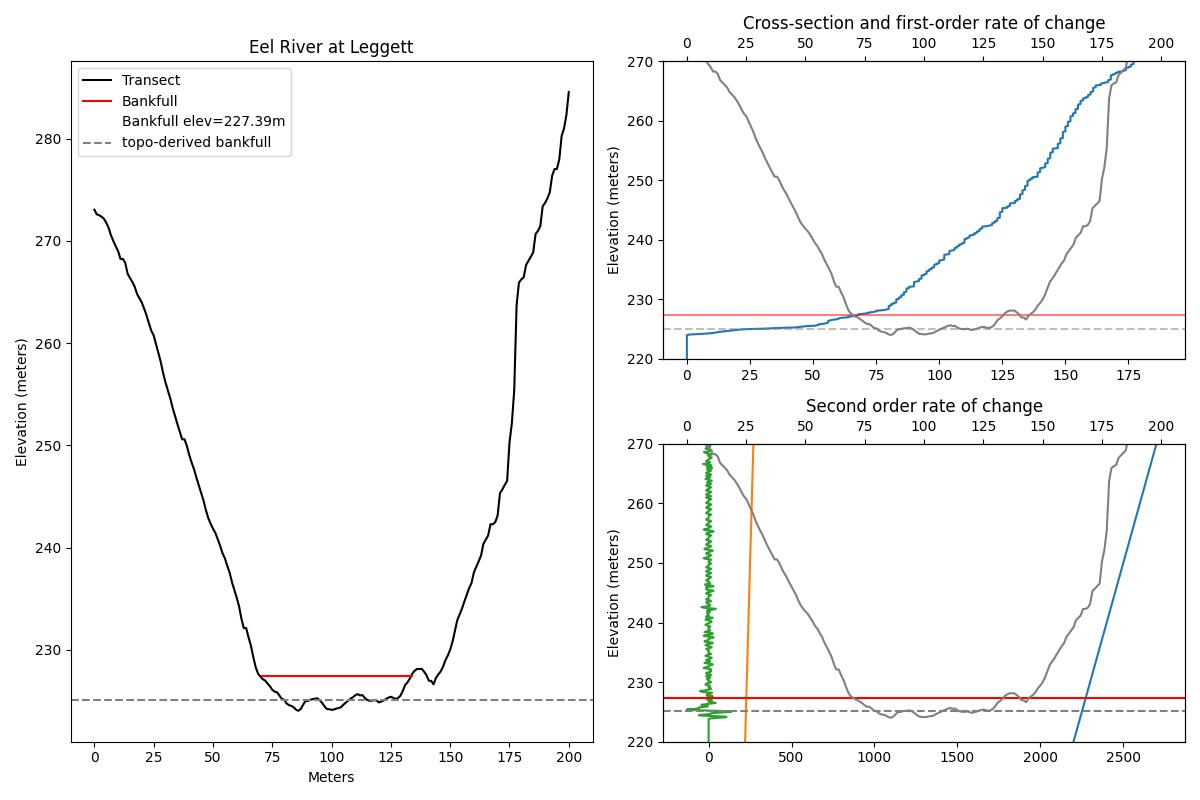 Eel River at Leggett
Transect
Bankfull
Bankfull elev=227.39m
topo-derived bankfull
Elevation (meters)
280
270
260
250
240
230
0 25 50 75 100 125 150 175 200
Meters
Cross-section and first-order rate of change
0 25 50 75 100 125 150 175 200
Elevation (meters)
270
260
250
240
230
220
0 25 50 75 100 125 150 175
Second order rate of change
0 25 50 75 100 125 150 175 200
Elevation (meters)
270
260
250
240
230
220
0 500 1000 1500 2000 2500